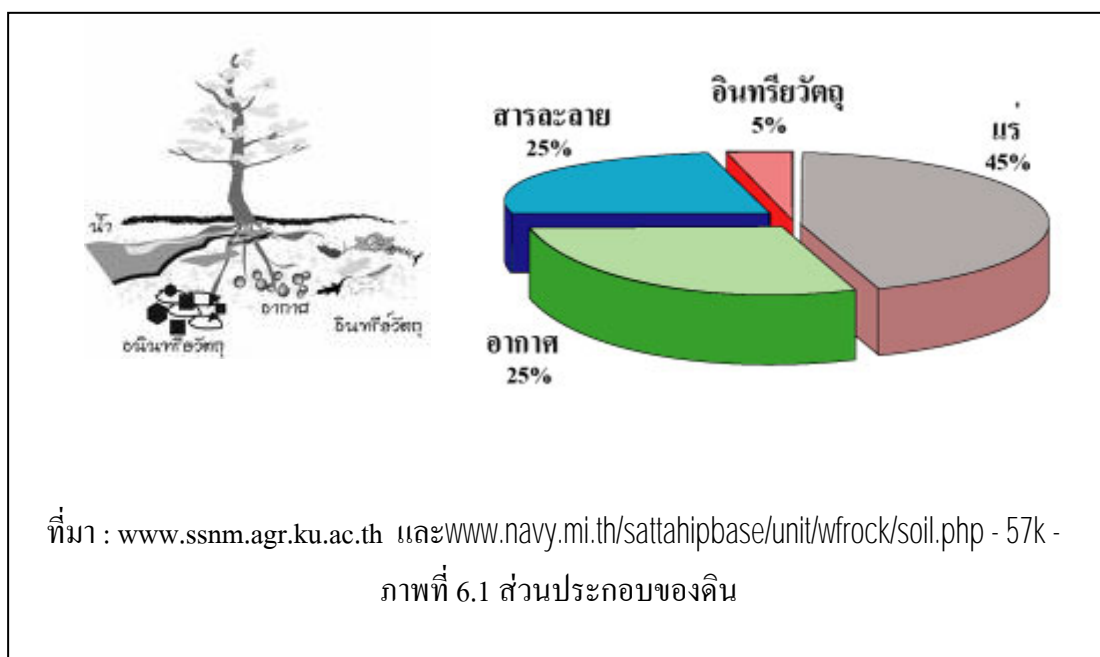 น้ำ
อากาศ
อินทรีย์วัตถุ
อนินทรีย์วัตถุ
สารละลาย
25%
อินทรียวัตถุ
5%
แร่
45%
อากาศ
25%
ที่มา : www.ssnm.agr.ku.ac.th และwww.navy.mi.th/sattahipbase/unit/wfrock/soil.php - 57k -
ภาพที่ 6.1 ส่วนประกอบของดิน